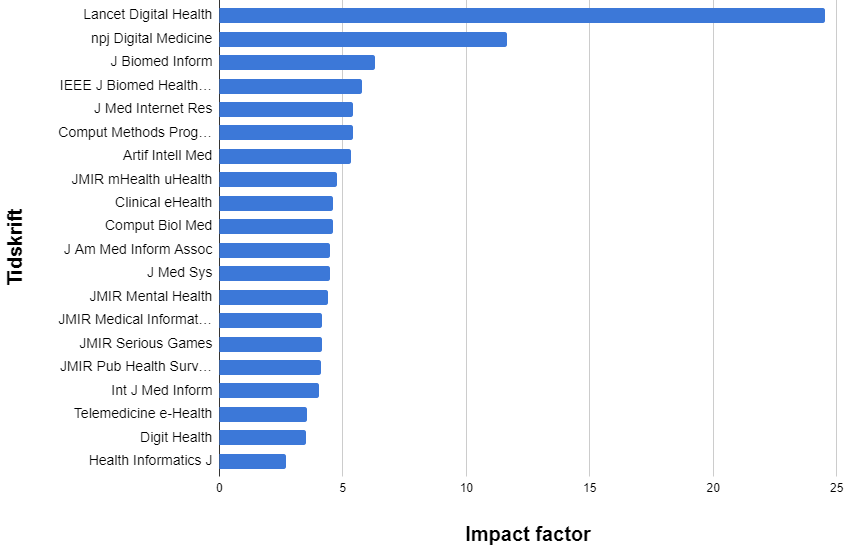 Tidskrift
Lancet Digital Health
npj Digital Medicine
J Biomed Inform
IEEE J Biomed Health…
J Med Internet Res
Comput Methods Prog…
Artif Intell Med
JMIR mHealth uHealth
Clinical eHealth
Comput Biol Med
J Am Med Inform Assoc
J Med Sys
JMIR Mental Health
JMIR Medical Informat…
JMIR Serious Games
JMIR Pub Health Surv…
Int J Med Inform
Telemedicine e-Health
Digit Health
Health Informatics J
0 5 10 15 20 25
Impact factor